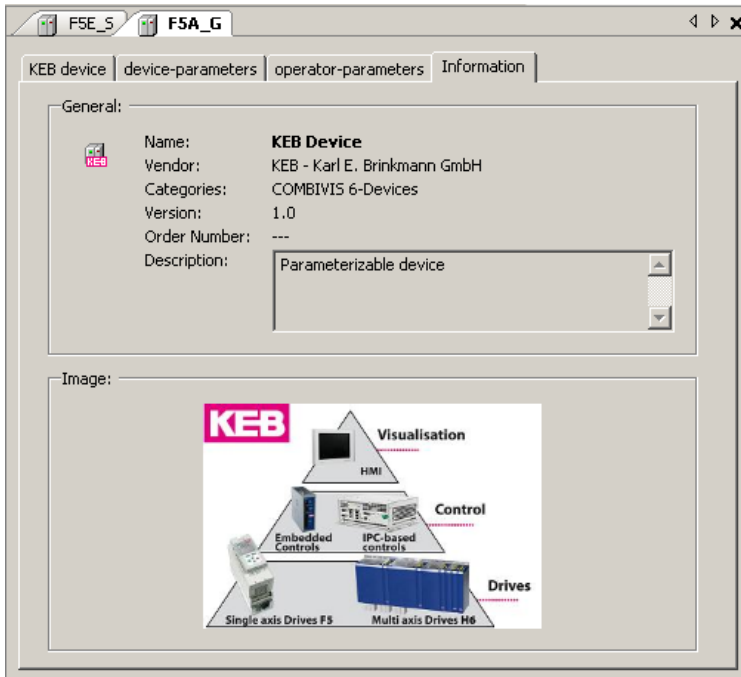 F5E_S F5A_G
KEB device device-parameters operator-parameters Information
General:
KEB
Name: KEB Device
Vendor: KEB - Karl E. Brinkmann GmbH
Categories: COMBIVIS 6-Devices
Version: 1.0
Order Number: ---
Description: Parameterizable device
Image:
KEB
Visualisation
HMI
Control
Embedded Controls
IPC-based controls
Drives
Single axis Drives F5 Multi axis Drives H6